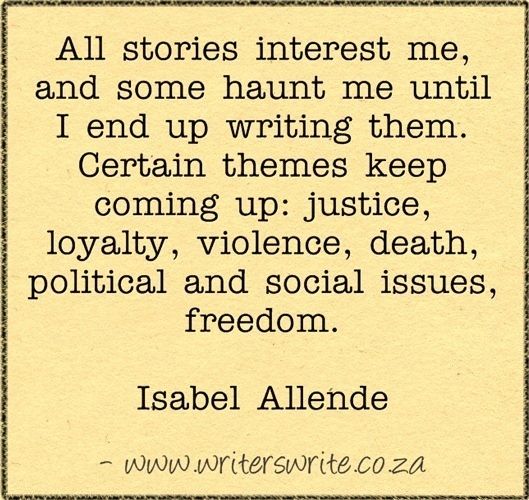 All stories interest me,
and some haunt me until
I end up writing them.
Certain themes keep
coming up: justice,
loyalty, violence, death,
political and social issues,
freedom.
Isabel Allende
- www.writerswrite.co.za